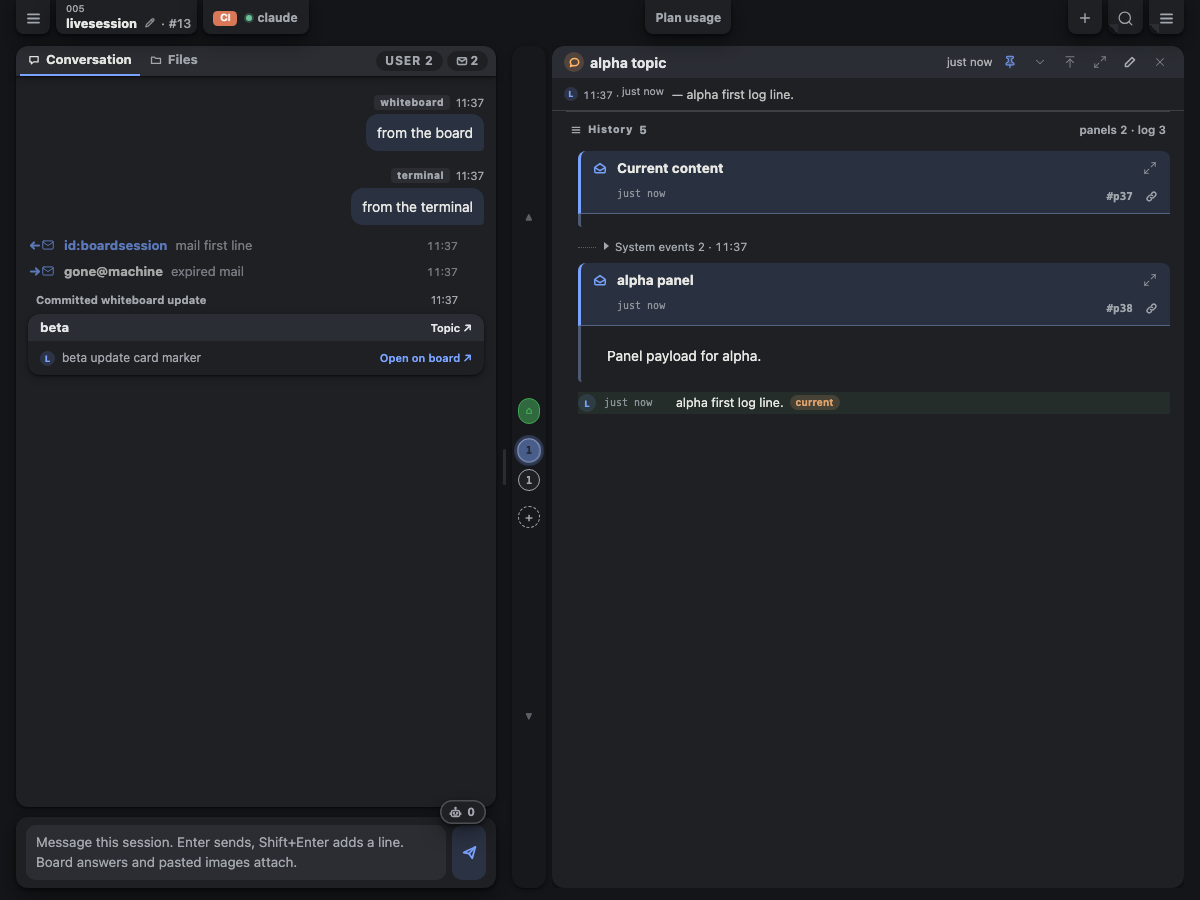 005
livesession · #13
CI claude
Plan usage
Conversation
Files
USER 2
2
whiteboard 11:37
from the board
terminal 11:37
from the terminal
id:boardsession mail first line 11:37
gone@machine expired mail 11:37
Committed whiteboard update 11:37
beta Topic
L beta update card marker Open on board
0
Message this session. Enter sends, Shift+Enter adds a line.
Board answers and pasted images attach.
1
1
alpha topic just now
L 11:37 · just now — alpha first log line.
History 5 panels 2 · log 3
Current content
just now #p37
System events 2 · 11:37
alpha panel
just now #p38
Panel payload for alpha.
L just now alpha first log line. current